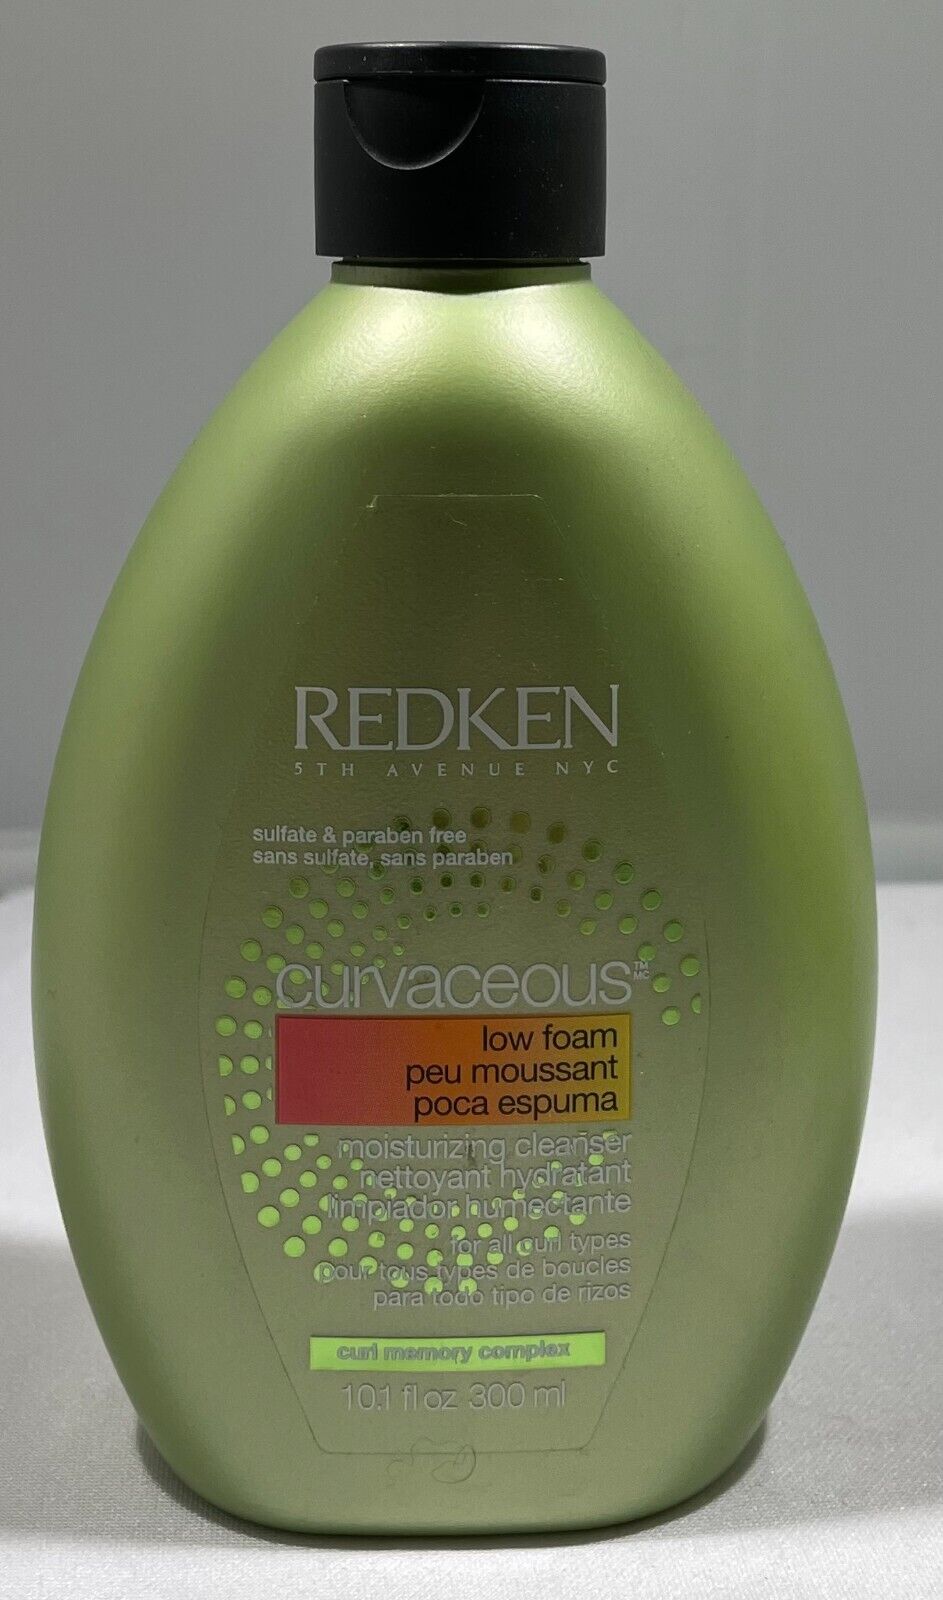 REDKEN
5TH AVENUE NYC
sulfate & paraben free
sans sulfate, sans paraben
curvaceous™ MC
low foam
peu moussant
poca espuma
moisturizing cleanser
nettoyant hydratant
limpiador humectante
for all curl types
pour tous types de boucles
para todo tipo de rizos
curl memory complex
10.1 fl oz 300 ml